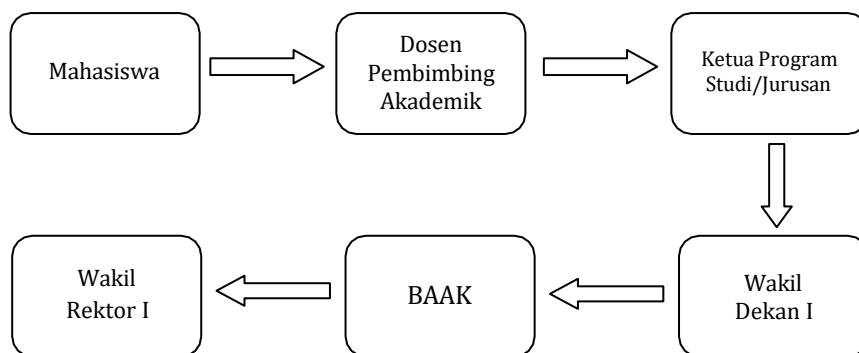 Mahasiswa
Dosen
Pembimbing
Akademik
Ketua Program
Studi/Jurusan
Wakil
Dekan I
BAAK
Wakil
Rektor I